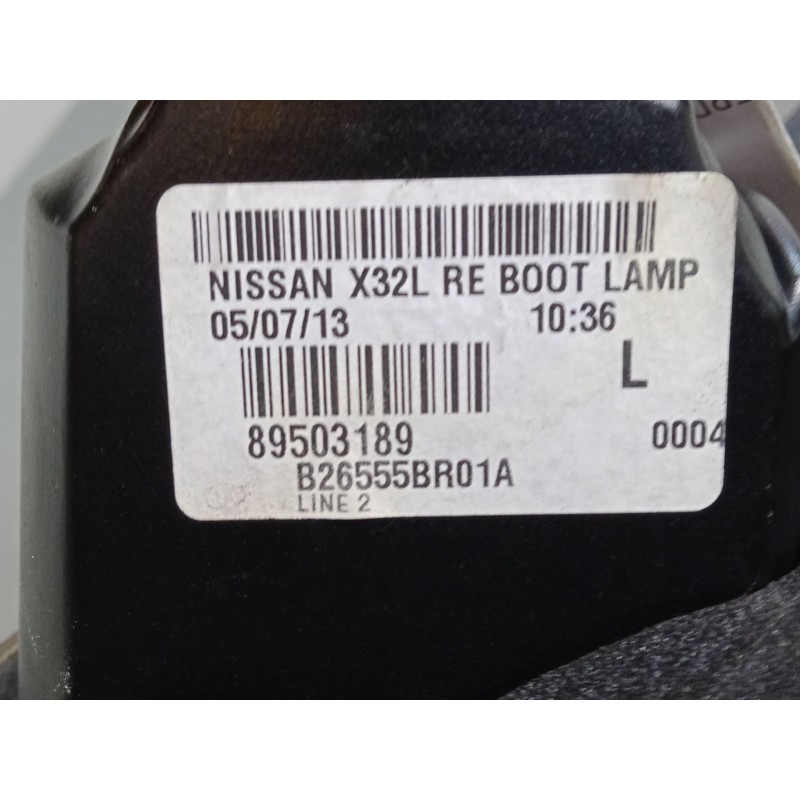 NISSAN X32L RE BOOT LAMP
05/07/13 10:36
L
89503189 0004
B26555BR01A
LINE 2